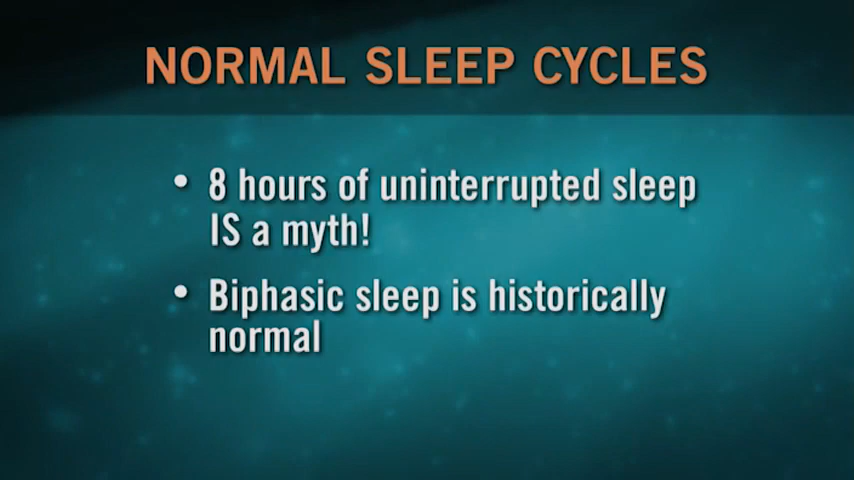 NORMAL SLEEP CYCLES
• 8 hours of uninterrupted sleep
IS a myth!
• Biphasic sleep is historically
normal